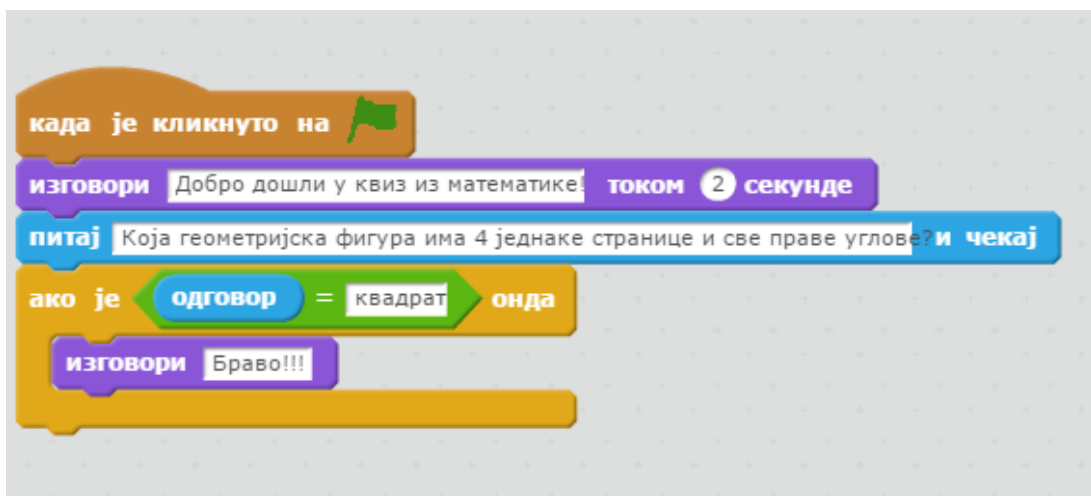 када је кликнуто на
изговори Добро дошли у квиз из математике! током 2 секунде
питај Која геометријска фигура има 4 једнаке странице и све праве углове? и чекај
ако је одговор = квадрат онда
изговори Браво!!!